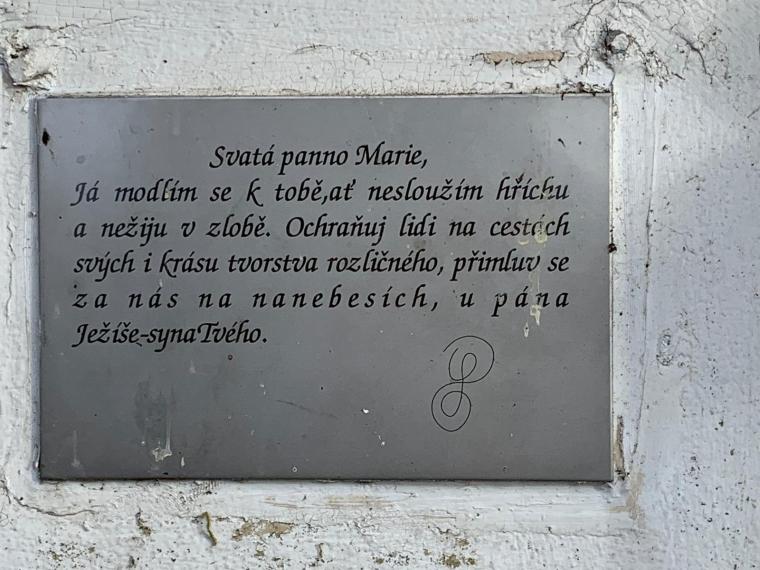 Svatá panno Marie,
Já modlím se k tobě,ať nesloužím hříchu
a nežiju v zlobě. Ochraňuj lidi na cestách
svých i krásu tvorstva rozličného, přimluv se
za nás na nanebesích, u pána
Ježíše-synaTvého.